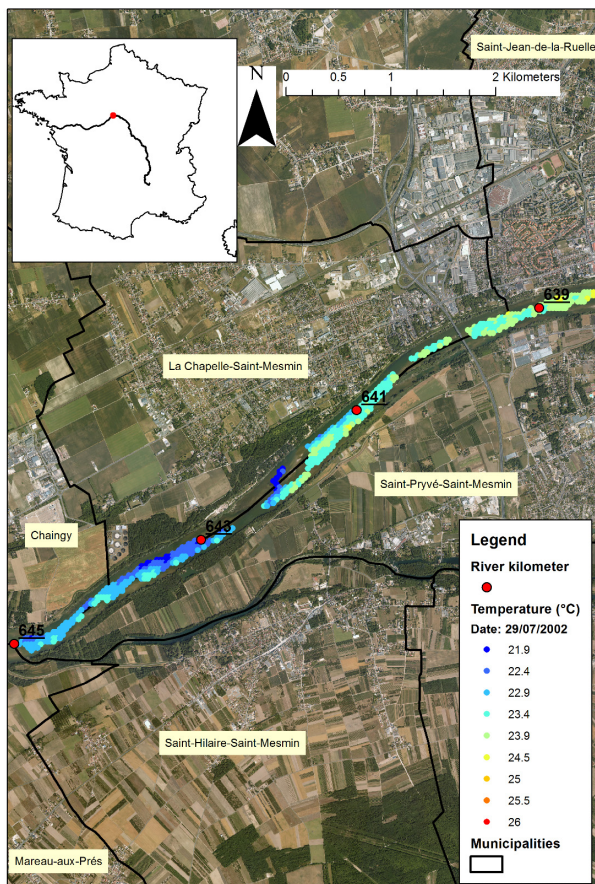 Saint-Jean-de-la-Ruelle
N
0 0.5 1 2 Kilometers
639
La Chapelle-Saint-Mesmin
641
Saint-Pryvé-Saint-Mesmin
643
Chaingy
645
Saint-Hilaire-Saint-Mesmin
Mareau-aux-Prés
Legend
River kilometer
Temperature (°C)
Date: 29/07/2002
21.9
22.4
22.9
23.4
23.9
24.5
25
25.5
26
Municipalities